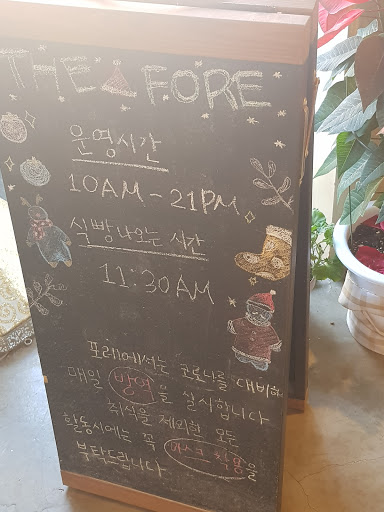 THE FORE
운영시간
10AM - 21PM
식빵 나오는 시간
11:30AM
포레에서는 코로나를 대비하여
매일 방역을 실시합니다
취식을 제외한 모든
활동시에는 꼭 마스크 착용을
부탁드립니다